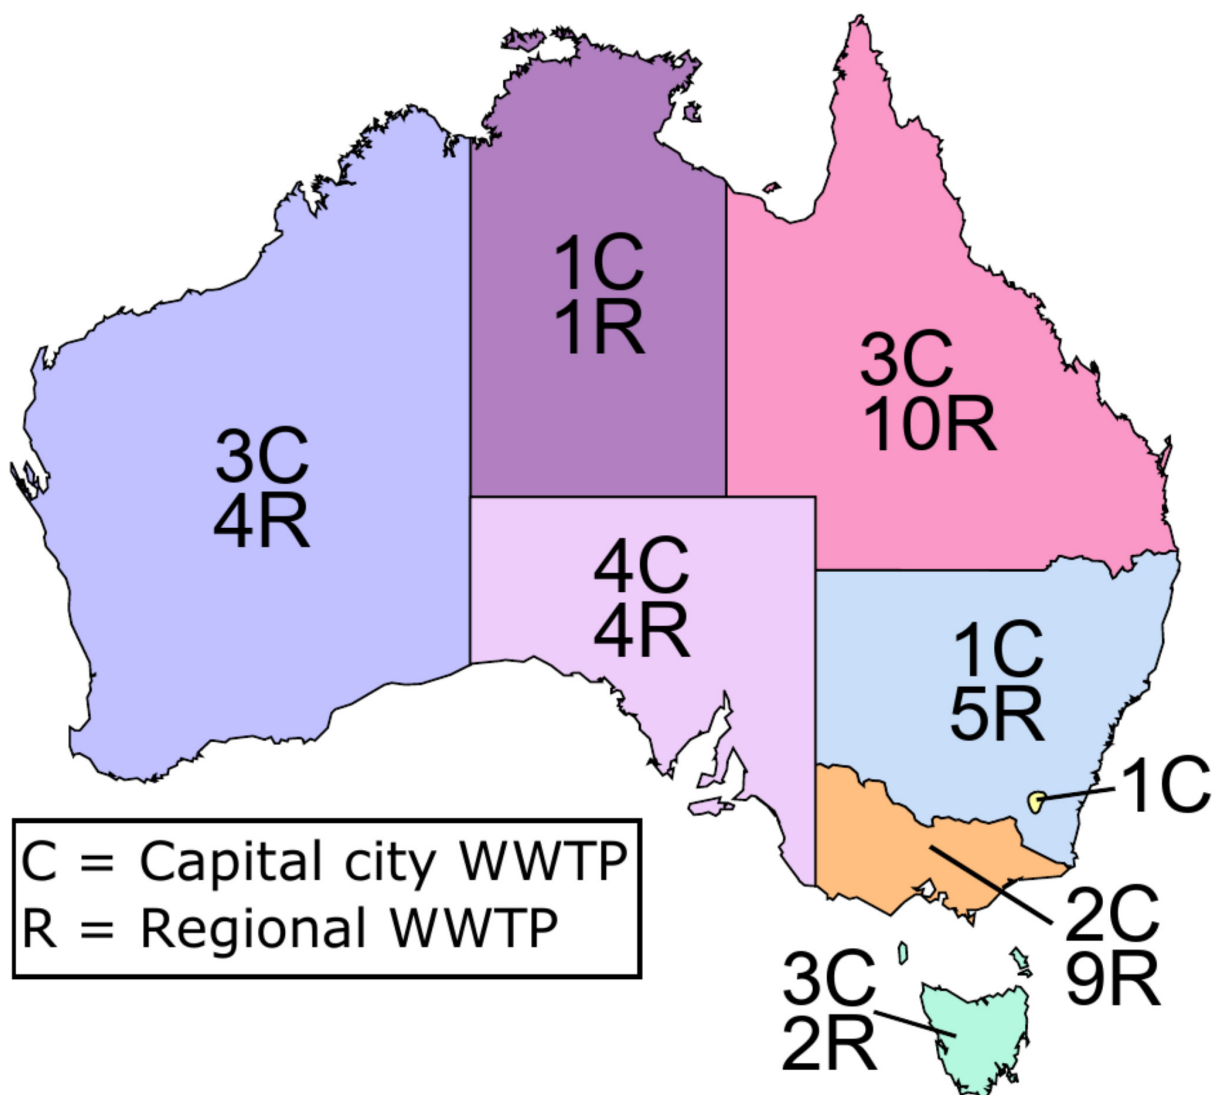 1C
1R
3C
10R
3C
4R
4C
4R
1C
5R
1C
C = Capital city WWTP
R = Regional WWTP
2C
9R
3C
2R